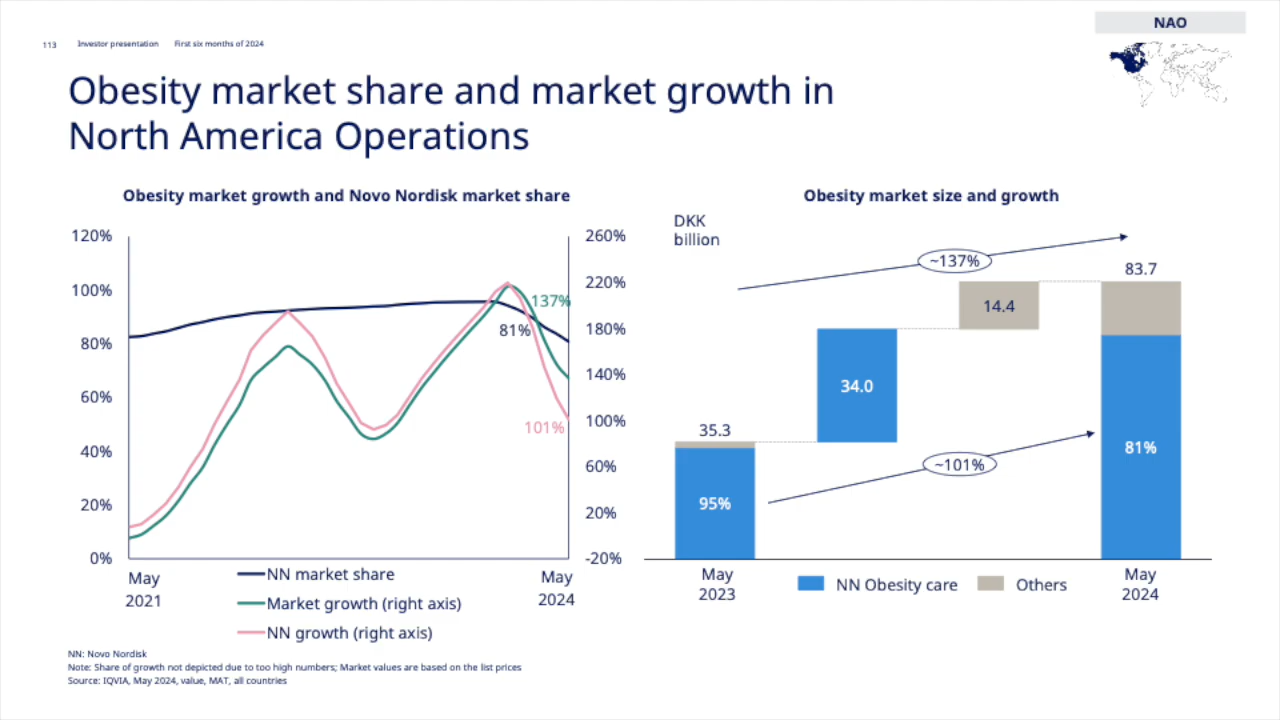 NAO
113 Investor presentation First six months of 2024
Obesity market share and market growth in
North America Operations
Obesity market growth and Novo Nordisk market share
120%
100%
80%
60%
40%
20%
0%
260%
220%
180%
140%
100%
60%
20%
-20%
137%
81%
101%
May
2021
May
2024
NN market share
Market growth (right axis)
NN growth (right axis)
Obesity market size and growth
DKK
billion
~137%
83.7
14.4
34.0
35.3
~101%
81%
95%
May
2023
NN Obesity care
Others
May
2024
NN: Novo Nordisk
Note: Share of growth not depicted due to too high numbers; Market values are based on the list prices
Source: IQVIA, May 2024, value, MAT, all countries